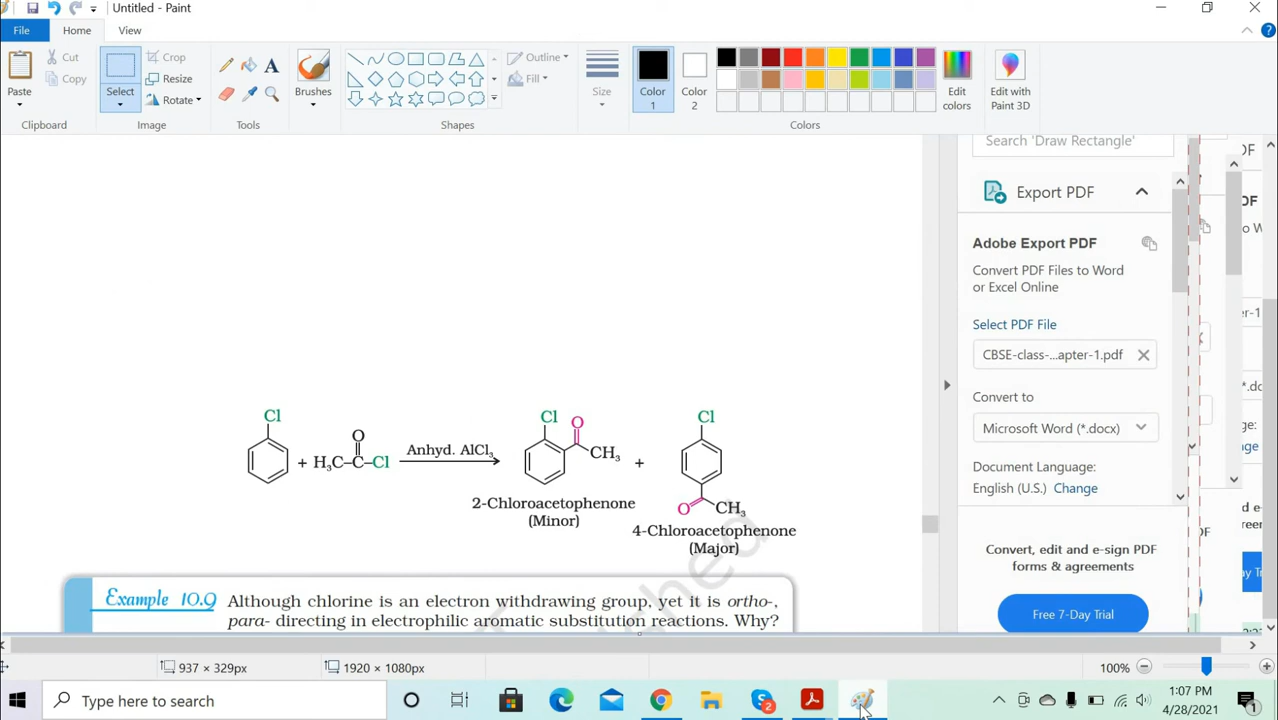 Untitled - Paint
File
Home
View
Paste
Cut
Copy
Clipboard
Select
Crop
Resize
Rotate
Image
Tools
Brushes
Shapes
Outline
Fill
Size
Color
1
Color
2
Edit
colors
Edit with
Paint 3D
Colors
Search 'Draw Rectangle'
DF
Export PDF
Adobe Export PDF
Convert PDF Files to Word
or Excel Online
Select PDF File
CBSE-class-...apter-1.pdf
Convert to
Microsoft Word (*.docx)
Document Language:
English (U.S.) Change
Convert, edit and e-sign PDF
forms & agreements
Free 7-Day Trial
Cl
+ H₃C–C–Cl
O
Anhyd. AlCl₃
Cl
O
CH₃
2-Chloroacetophenone
(Minor)
+
Cl
O
CH₃
4-Chloroacetophenone
(Major)
Example 10.9 Although chlorine is an electron withdrawing group, yet it is ortho-,
para- directing in electrophilic aromatic substitution reactions. Why?
937 × 329px
1920 × 1080px
100%
Type here to search
2
1:07 PM
4/28/2021
1